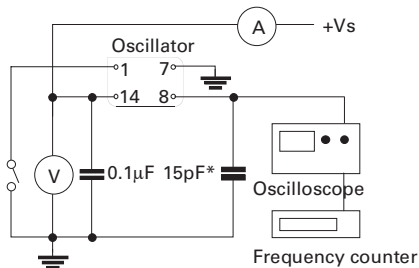 A
+Vs
Oscillator
1 7
14 8
V
0.1μF 15pF*
Oscilloscope
Frequency counter